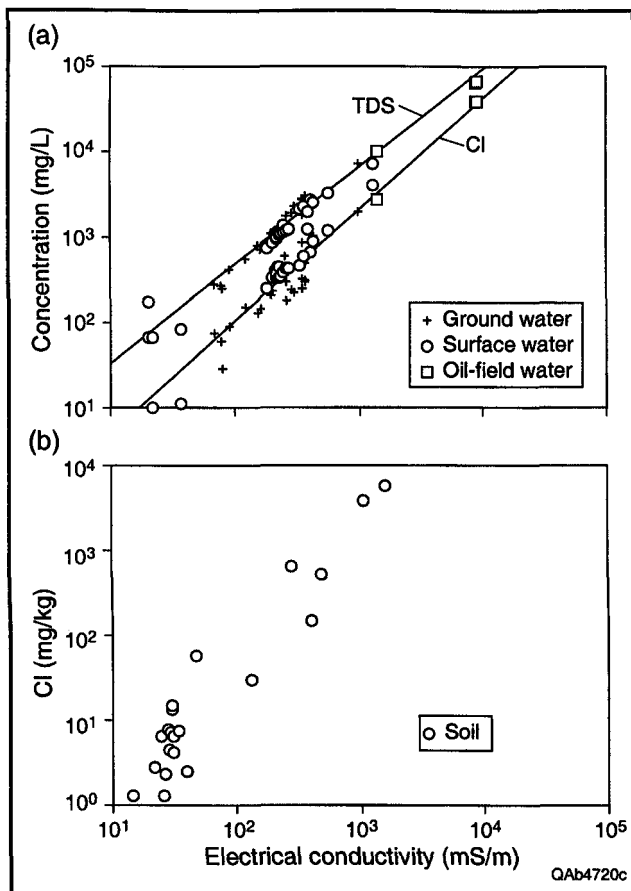 (a)
10^5
10^4
10^3
10^2
10^1
Concentration (mg/L)
TDS
Cl
+ Ground water
○ Surface water
□ Oil-field water
(b)
10^4
10^3
10^2
10^1
10^0
Cl (mg/kg)
○ Soil
10^1 10^2 10^3 10^4 10^5
Electrical conductivity (mS/m)
QAb4720c